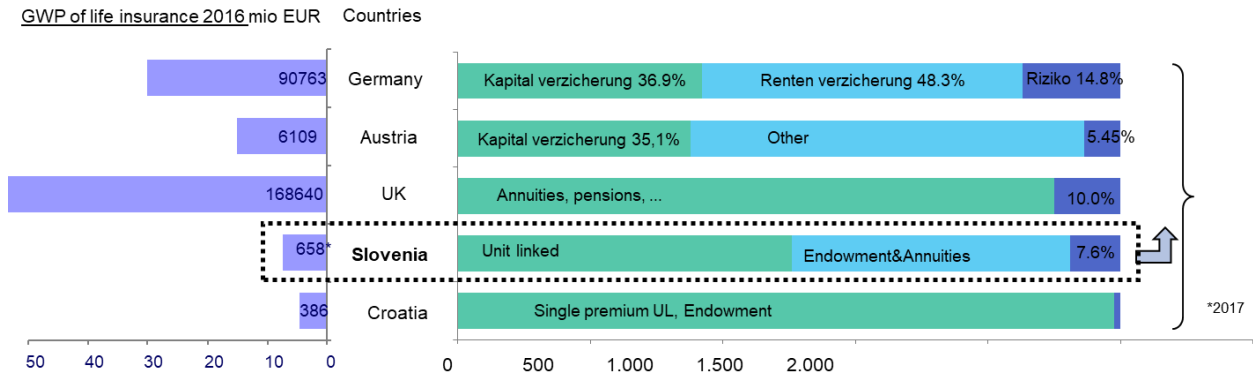 GWP of life insurance 2016 mio EUR Countries
90763 Germany Kapital verzicherung 36.9% Renten verzicherung 48.3% Riziko 14.8%
6109 Austria Kapital verzicherung 35,1% Other 5.45%
168640 UK Annuities, pensions, ... 10.0%
658* Slovenia Unit linked Endowment&Annuities 7.6%
386 Croatia Single premium UL, Endowment
*2017
50 40 30 20 10 0 0 500 1.000 1.500 2.000